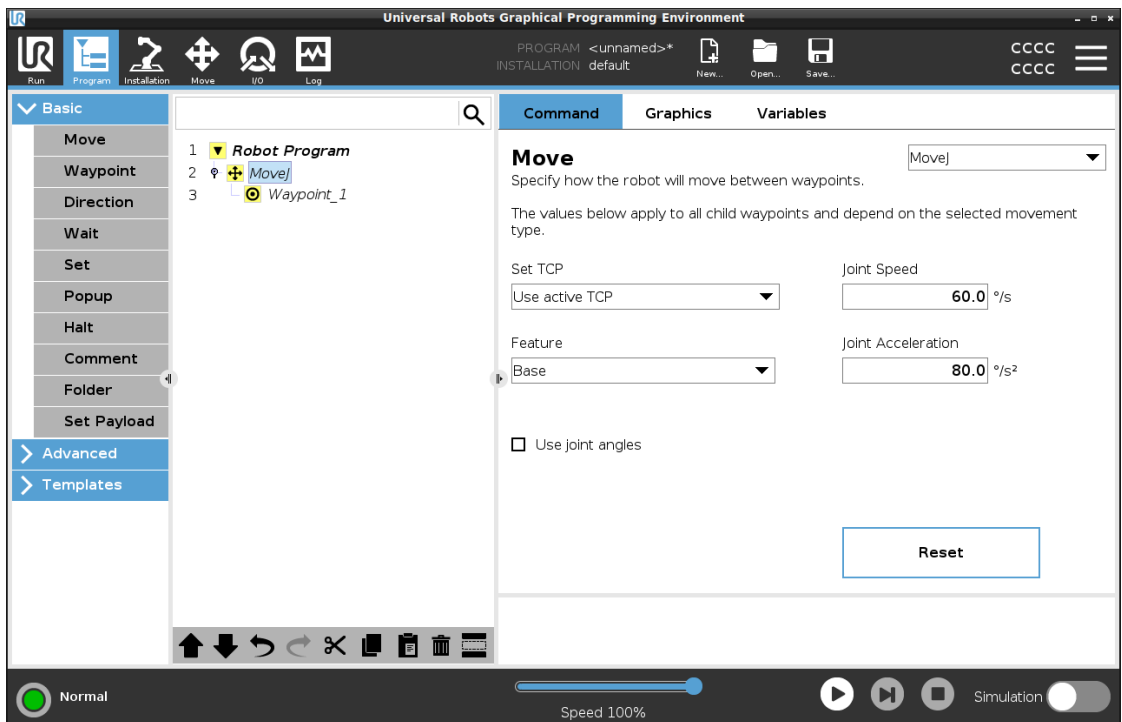 Universal Robots Graphical Programming Environment
UR
Run
Program
Installation
Move
I/O
Log
PROGRAM <unnamed>*
INSTALLATION default
New...
Open...
Save...
CCCC
CCCC
Basic
Move
Waypoint
Direction
Wait
Set
Popup
Halt
Comment
Folder
Set Payload
Advanced
Templates
1 Robot Program
2 MoveJ
3 Waypoint_1
Command Graphics Variables
Move
MoveJ
Specify how the robot will move between waypoints.
The values below apply to all child waypoints and depend on the selected movement
type.
Set TCP
Joint Speed
Use active TCP
60.0 °/s
Feature
Joint Acceleration
Base
80.0 °/s²
Use joint angles
Reset
Normal
Speed 100%
Simulation